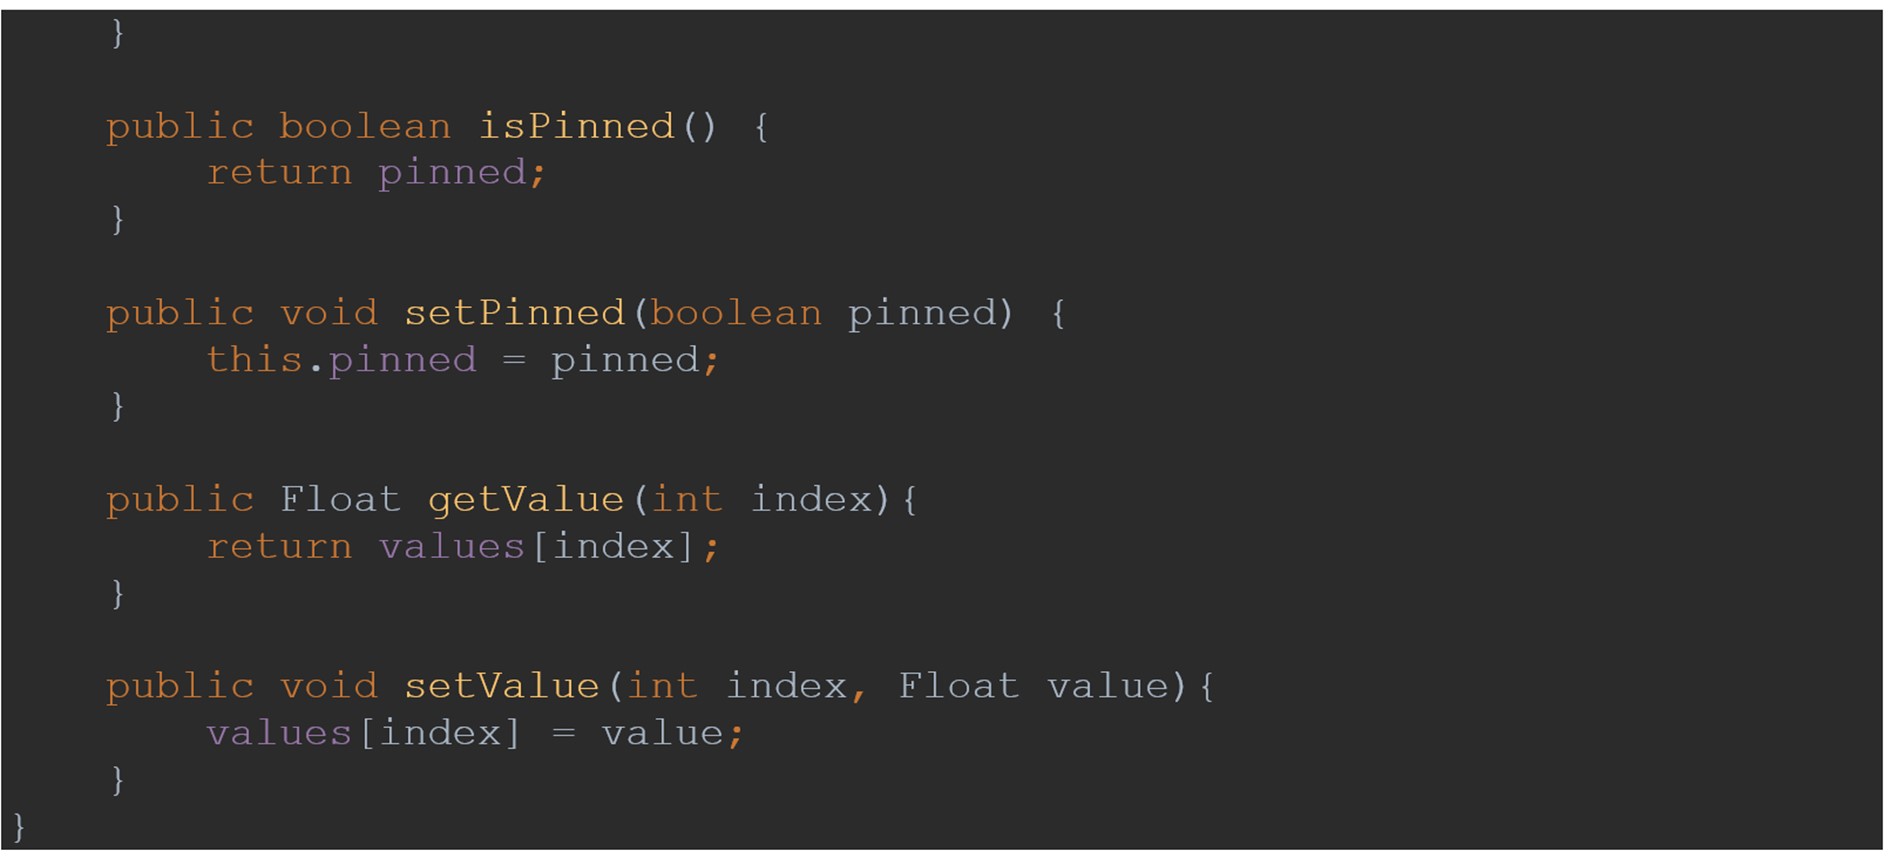 }
public boolean isPinned() {
return pinned;
}
public void setPinned(boolean pinned) {
this.pinned = pinned;
}
public Float getValue(int index){
return values[index];
}
public void setValue(int index, Float value){
values[index] = value;
}
}